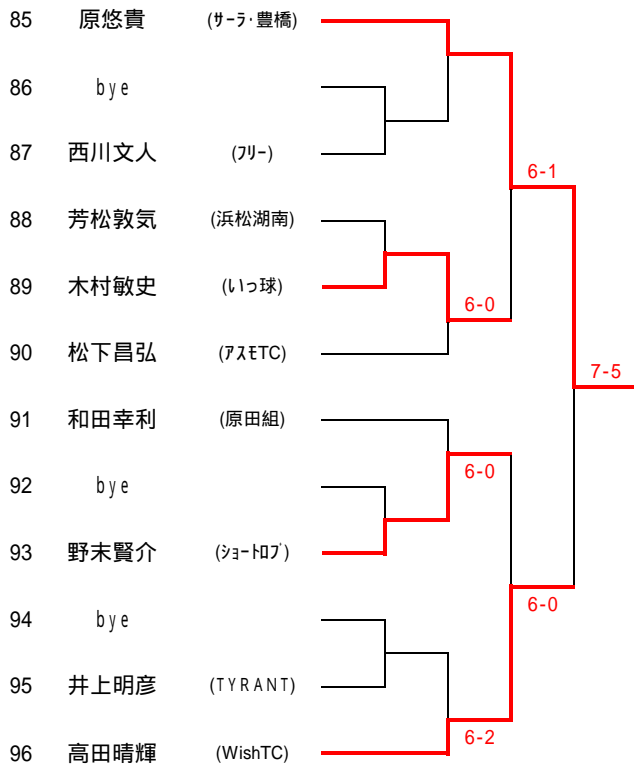 85 原悠貴 (サーラ・豊橋)
86 bye
87 西川文人 (フリー)
6-1
88 芳松敦気 (浜松湖南)
89 木村敏史 (いっ球)
6-0
90 松下昌弘 (アスモTC)
7-5
91 和田幸利 (原田組)
6-0
92 bye
93 野末賢介 (ショートロブ)
6-0
94 bye
95 井上明彦 (TYRANT)
6-2
96 高田晴輝 (WishTC)